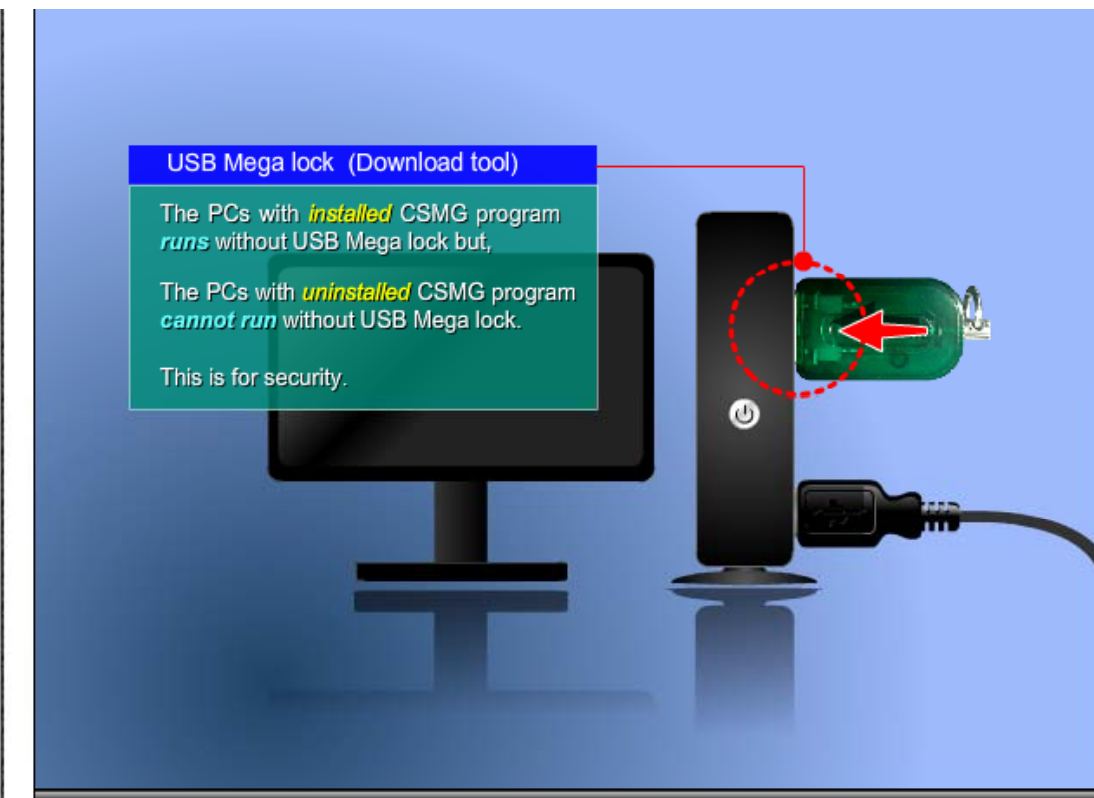 USB Mega lock (Download tool)
The PCs with installed CSMG program
runs without USB Mega lock but,
The PCs with uninstalled CSMG program
cannot run without USB Mega lock.
This is for security.